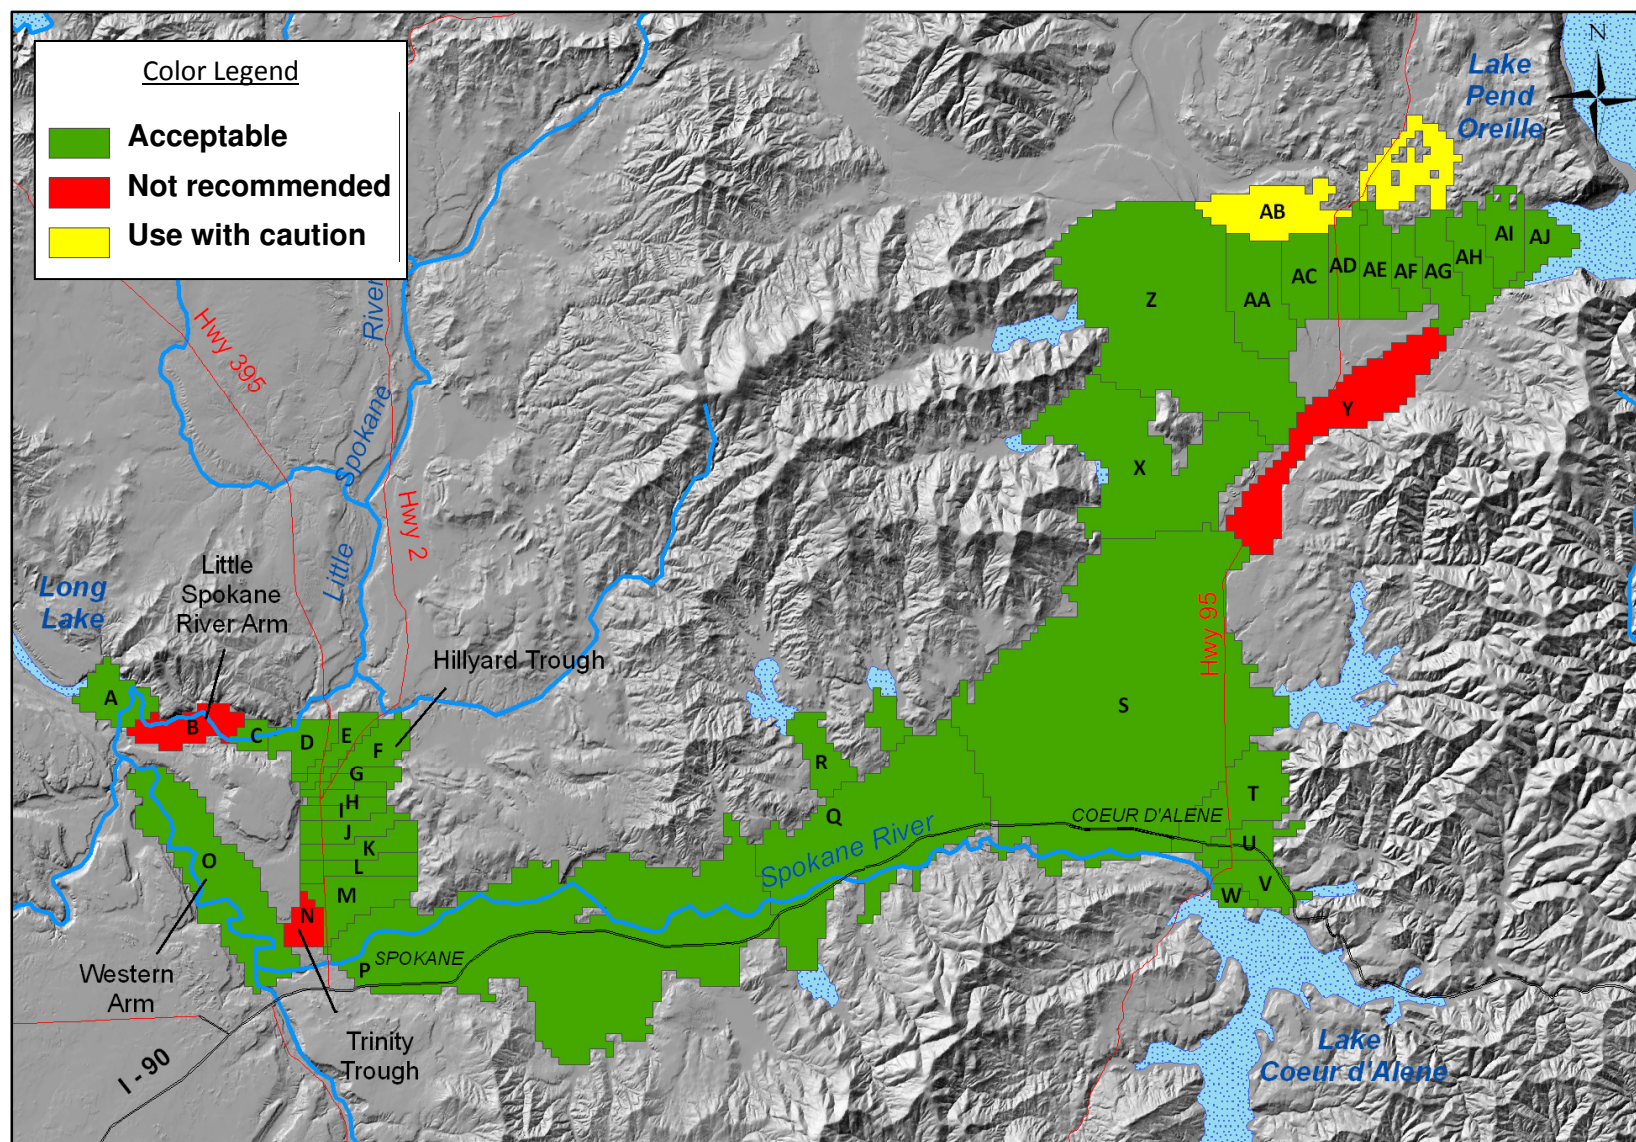 Color Legend
Acceptable
Not recommended
Use with caution
N
Lake
Pend
Oreille
AB
AI
AJ
AH
AG
AF
AE
AD
AC
AA
Z
Hwy 395
River
Spokane
Little
Hwy 2
Y
X
Little
Spokane
River Arm
Long
Lake
Hwy 95
Hillyard Trough
A
B
C
D
E
F
G
H
I
J
K
L
M
N
O
P
Q
R
S
T
U
V
W
COEUR D'ALENE
Spokane River
SPOKANE
Western
Arm
Trinity
Trough
I - 90
Lake
Coeur d'Alene